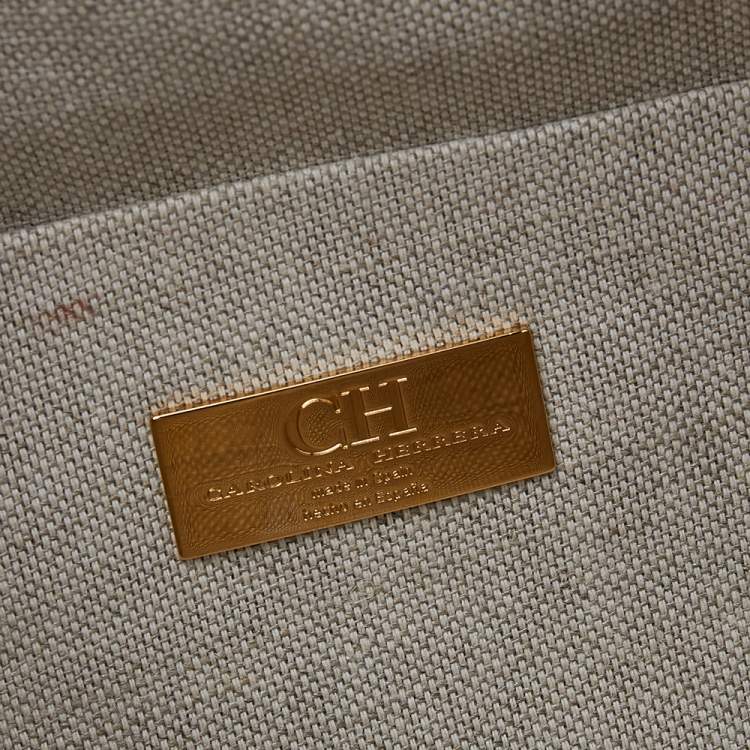 CH
CAROLINA HERRERA
made in Spain
hecho en España